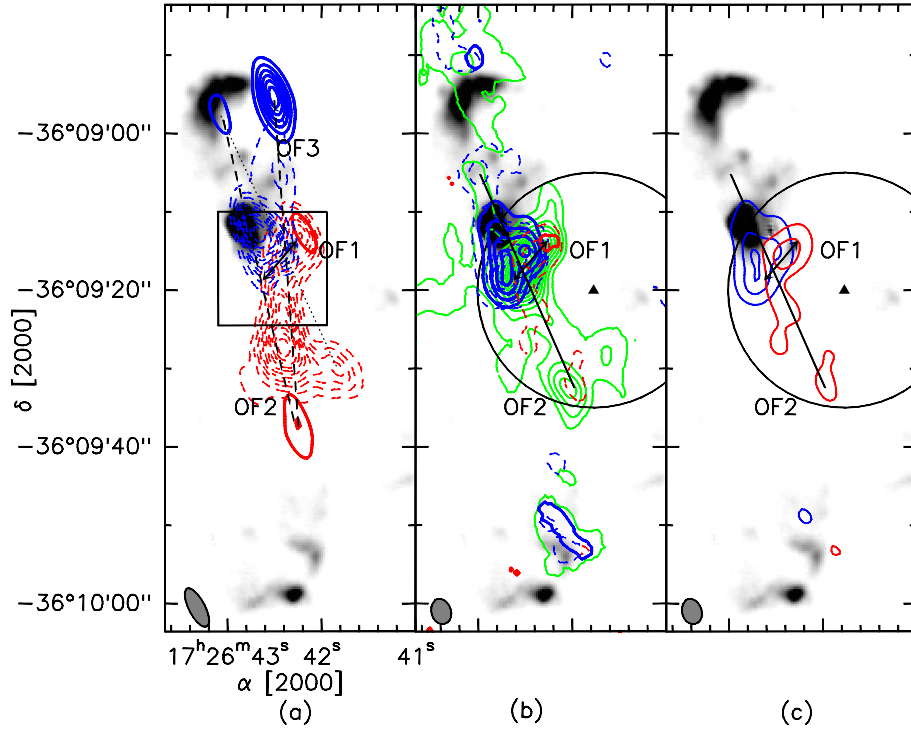 OF3
OF1
OF2
OF1
OF2
OF1
OF2
-36°09'00"
-36°09'20"
-36°09'40"
-36°10'00"
δ [2000]
17ʰ26ᵐ43ˢ 42ˢ 41ˢ
α [2000]
(a) (b) (c)